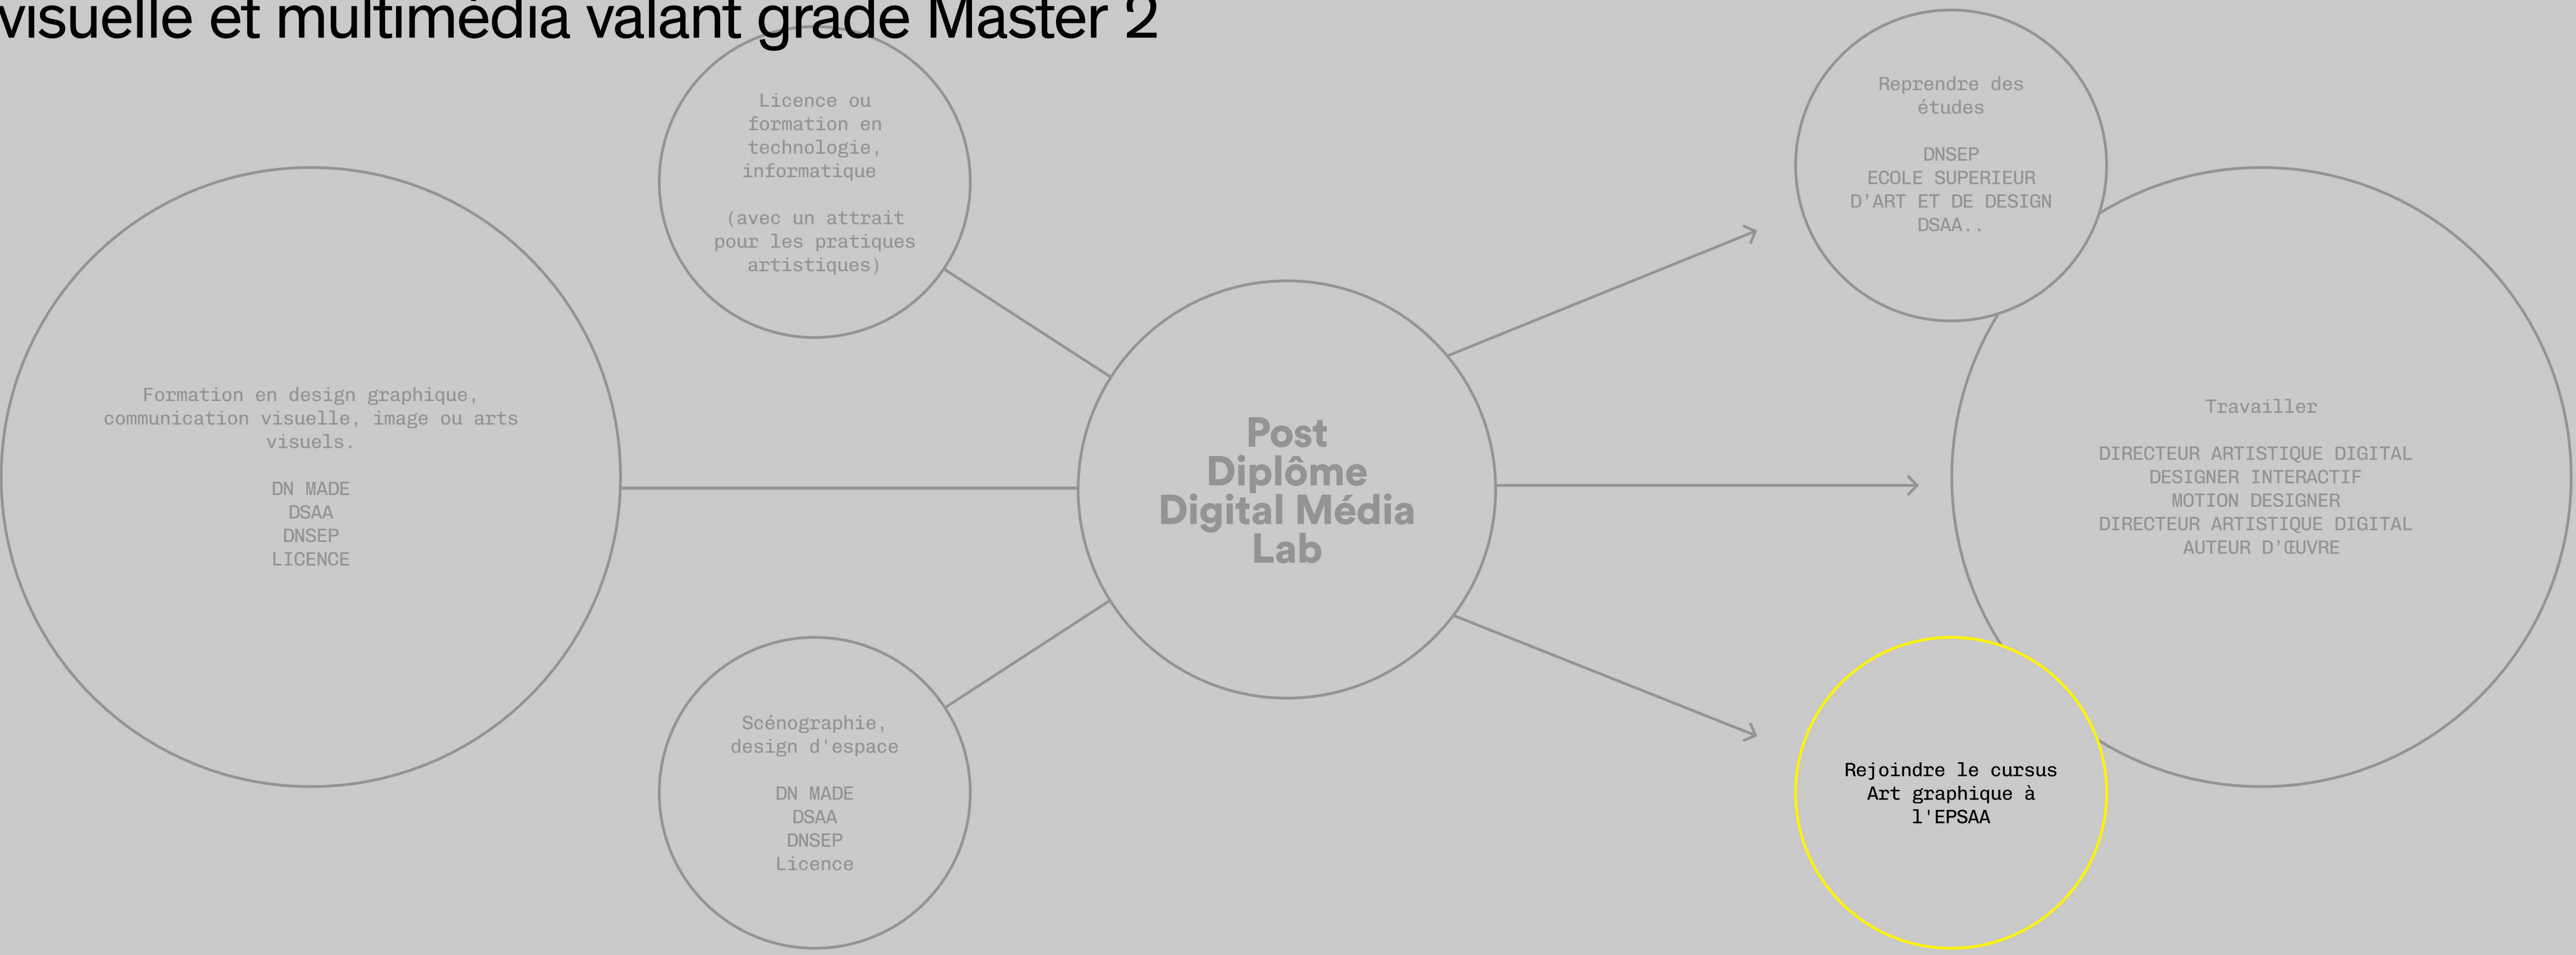 visuelle et multimédia valant grade Master 2
Licence ou
formation en
technologie,
informatique
(avec un attrait
pour les pratiques
artistiques)
Formation en design graphique,
communication visuelle, image ou arts
visuels.
DN MADE
DSAA
DNSEP
LICENCE
Scénographie,
design d'espace
DN MADE
DSAA
DNSEP
Licence
Post
Diplôme
Digital Média
Lab
Reprendre des
études
DNSEP
ECOLE SUPERIEUR
D'ART ET DE DESIGN
DSAA..
Travailler
DIRECTEUR ARTISTIQUE DIGITAL
DESIGNER INTERACTIF
MOTION DESIGNER
DIRECTEUR ARTISTIQUE DIGITAL
AUTEUR D’ŒUVRE
Rejoindre le cursus
Art graphique à
l'EPSAA